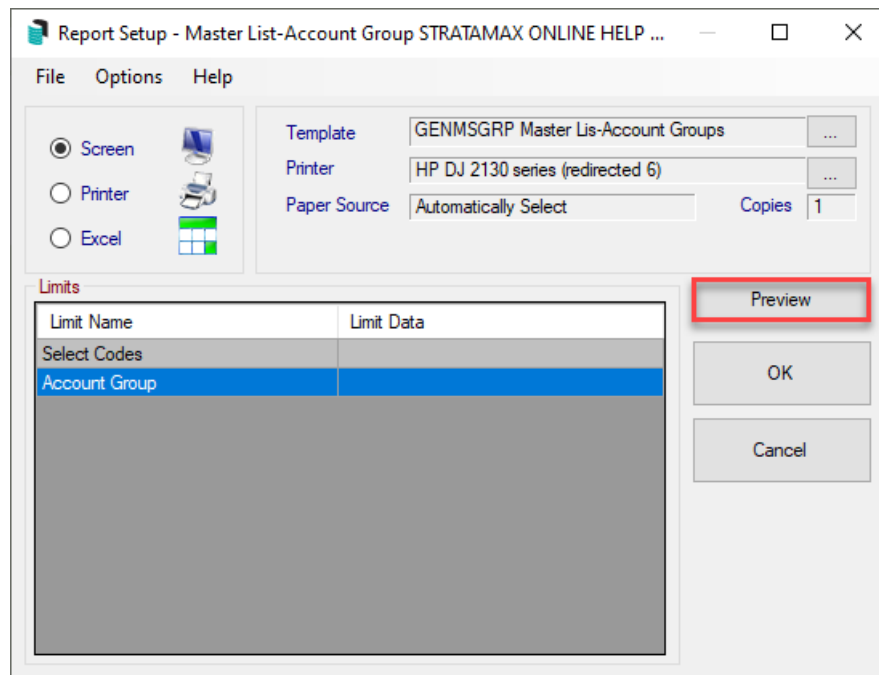 Report Setup - Master List-Account Group STRATAMAX ONLINE HELP ...
File Options Help
Screen
Printer
Excel
Template GENMSGRP Master Lis-Account Groups ...
Printer HP DJ 2130 series (redirected 6) ...
Paper Source Automatically Select Copies 1
Limits
Limit Name Limit Data
Select Codes
Account Group
Preview
OK
Cancel